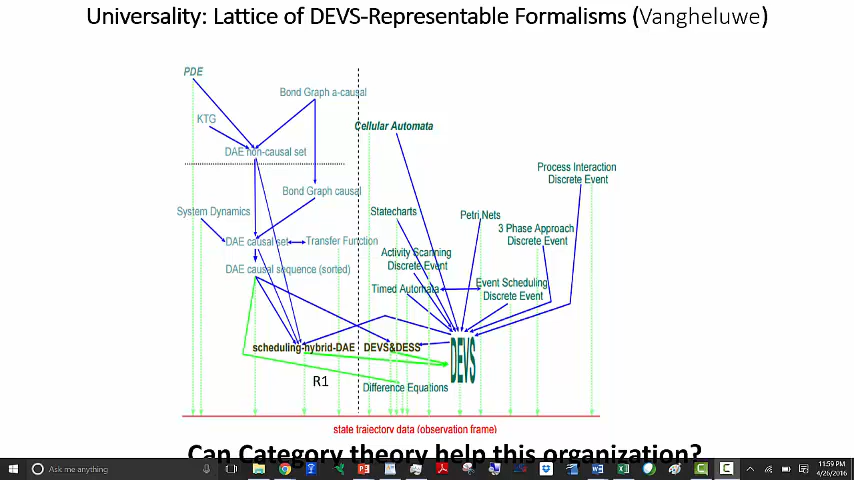 Universality: Lattice of DEVS-Representable Formalisms (Vangheluwe)
PDE
Bond Graph a-causal
KTG
Cellular Automata
DAE non-causal set
Process Interaction
Discrete Event
Bond Graph causal
System Dynamics
Statecharts
Petri Nets
3 Phase Approach
Discrete Event
DAE causal set
Transfer Function
Activity Scanning
Discrete Event
DAE causal sequence (sorted)
Timed Automata
Event Scheduling
Discrete Event
scheduling-hybrid-DAE
DEVS&DESS
DEVS
R1
Difference Equations
state trajectory data (observation frame)
Can Category theory help this organization?
Ask me anything
11:59 PM
4/26/2016